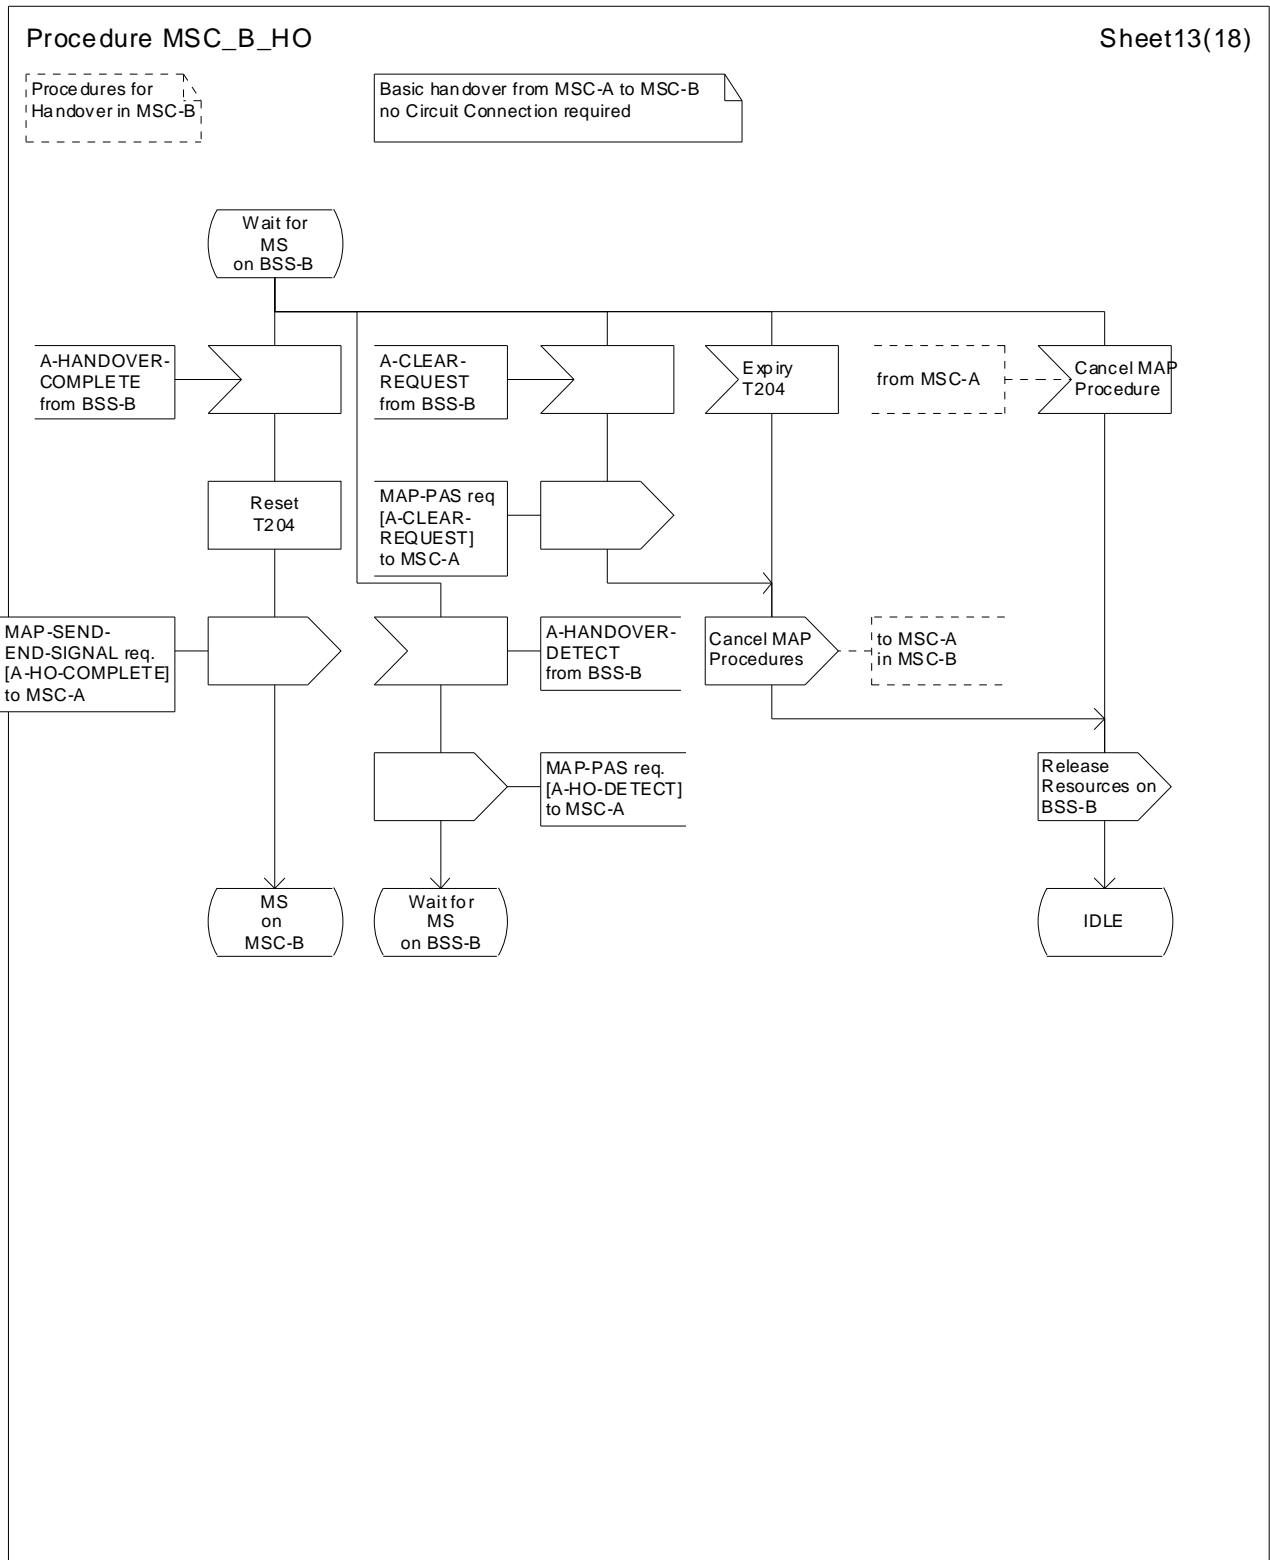 Procedure MSC_B_HO
Sheet13(18)
Procedures for
Handover in MSC-B
Basic handover from MSC-A to MSC-B
no Circuit Connection required
Wait for
MS
on BSS-B
A-HANDOVER-
COMPLETE
from BSS-B
A-CLEAR-
REQUEST
from BSS-B
Expiry
T204
from MSC-A
Cancel MAP
Procedure
Reset
T204
MAP-PAS req
[A-CLEAR-
REQUEST]
to MSC-A
MAP-SEND-
END-SIGNAL req.
[A-HO-COMPLETE]
to MSC-A
A-HANDOVER-
DETECT
from BSS-B
Cancel MAP
Procedures
to MSC-A
in MSC-B
MAP-PAS req.
[A-HO-DETECT]
to MSC-A
Release
Resources on
BSS-B
MS
on
MSC-B
Wait for
MS
on BSS-B
IDLE